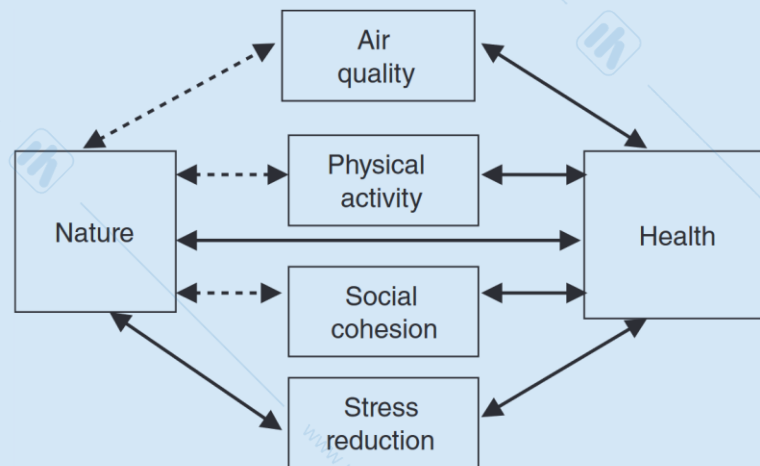 Air
quality
Physical
activity
Nature
Health
Social
cohesion
Stress
reduction